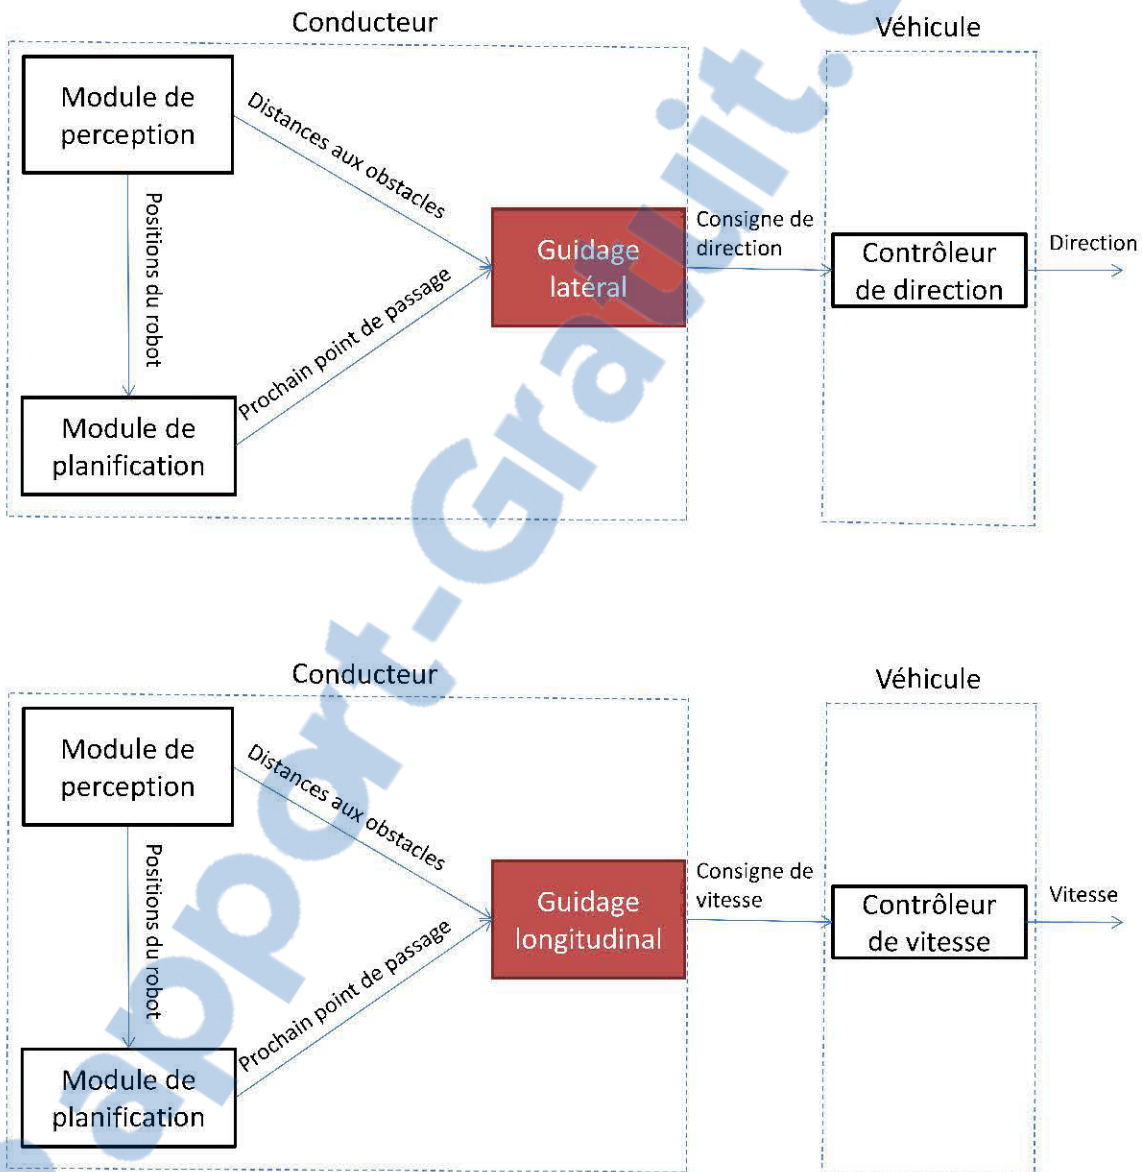 Conducteur
Véhicule
Module de
perception
Distances aux obstacles
Positions du robot
Guidage
latéral
Consigne de
direction
Contrôleur
de direction
Direction
Prochain point de passage
Module de
planification
Conducteur
Véhicule
Module de
perception
Distances aux obstacles
Positions du robot
Guidage
longitudinal
Consigne de
vitesse
Contrôleur
de vitesse
Vitesse
Prochain point de passage
Module de
planification
Rapport-Gratuit.c